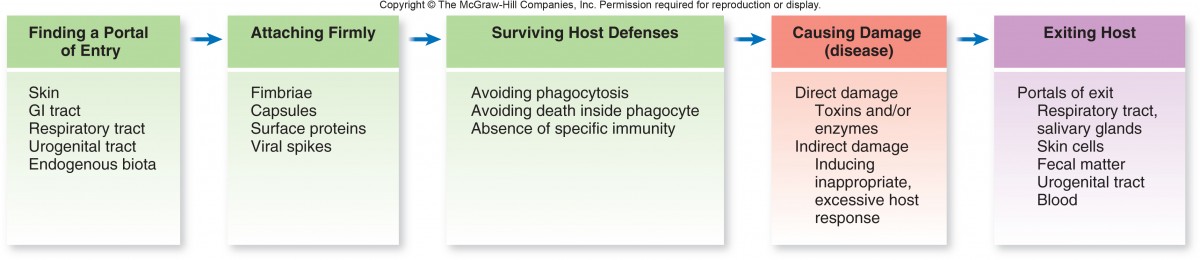 Copyright © The McGraw-Hill Companies, Inc. Permission required for reproduction or display.
Finding a Portal
of Entry
Skin
GI tract
Respiratory tract
Urogenital tract
Endogenous biota
Attaching Firmly
Fimbriae
Capsules
Surface proteins
Viral spikes
Surviving Host Defenses
Avoiding phagocytosis
Avoiding death inside phagocyte
Absence of specific immunity
Causing Damage
(disease)
Direct damage
Toxins and/or
enzymes
Indirect damage
Inducing
inappropriate,
excessive host
response
Exiting Host
Portals of exit
Respiratory tract,
salivary glands
Skin cells
Fecal matter
Urogenital tract
Blood